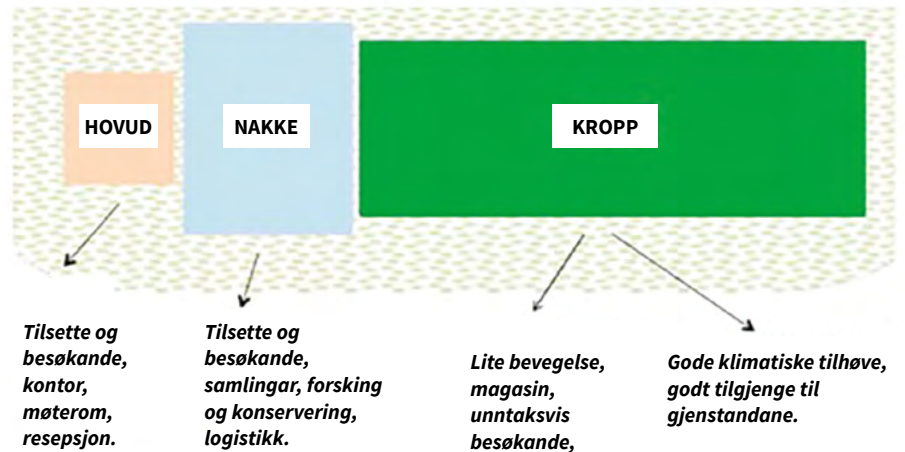 HOVUD
NAKKE
KROPP
Tilsette og
besøkande,
kontor,
møterom,
resepsjon.
Tilsette og
besøkande,
samlingar, forsking
og konservering,
logistikk.
Lite bevegelse,
magasin,
unntaksvis
besøkande,
Gode klimatiske tilhøve,
godt tilgjenge til
gjenstandane.